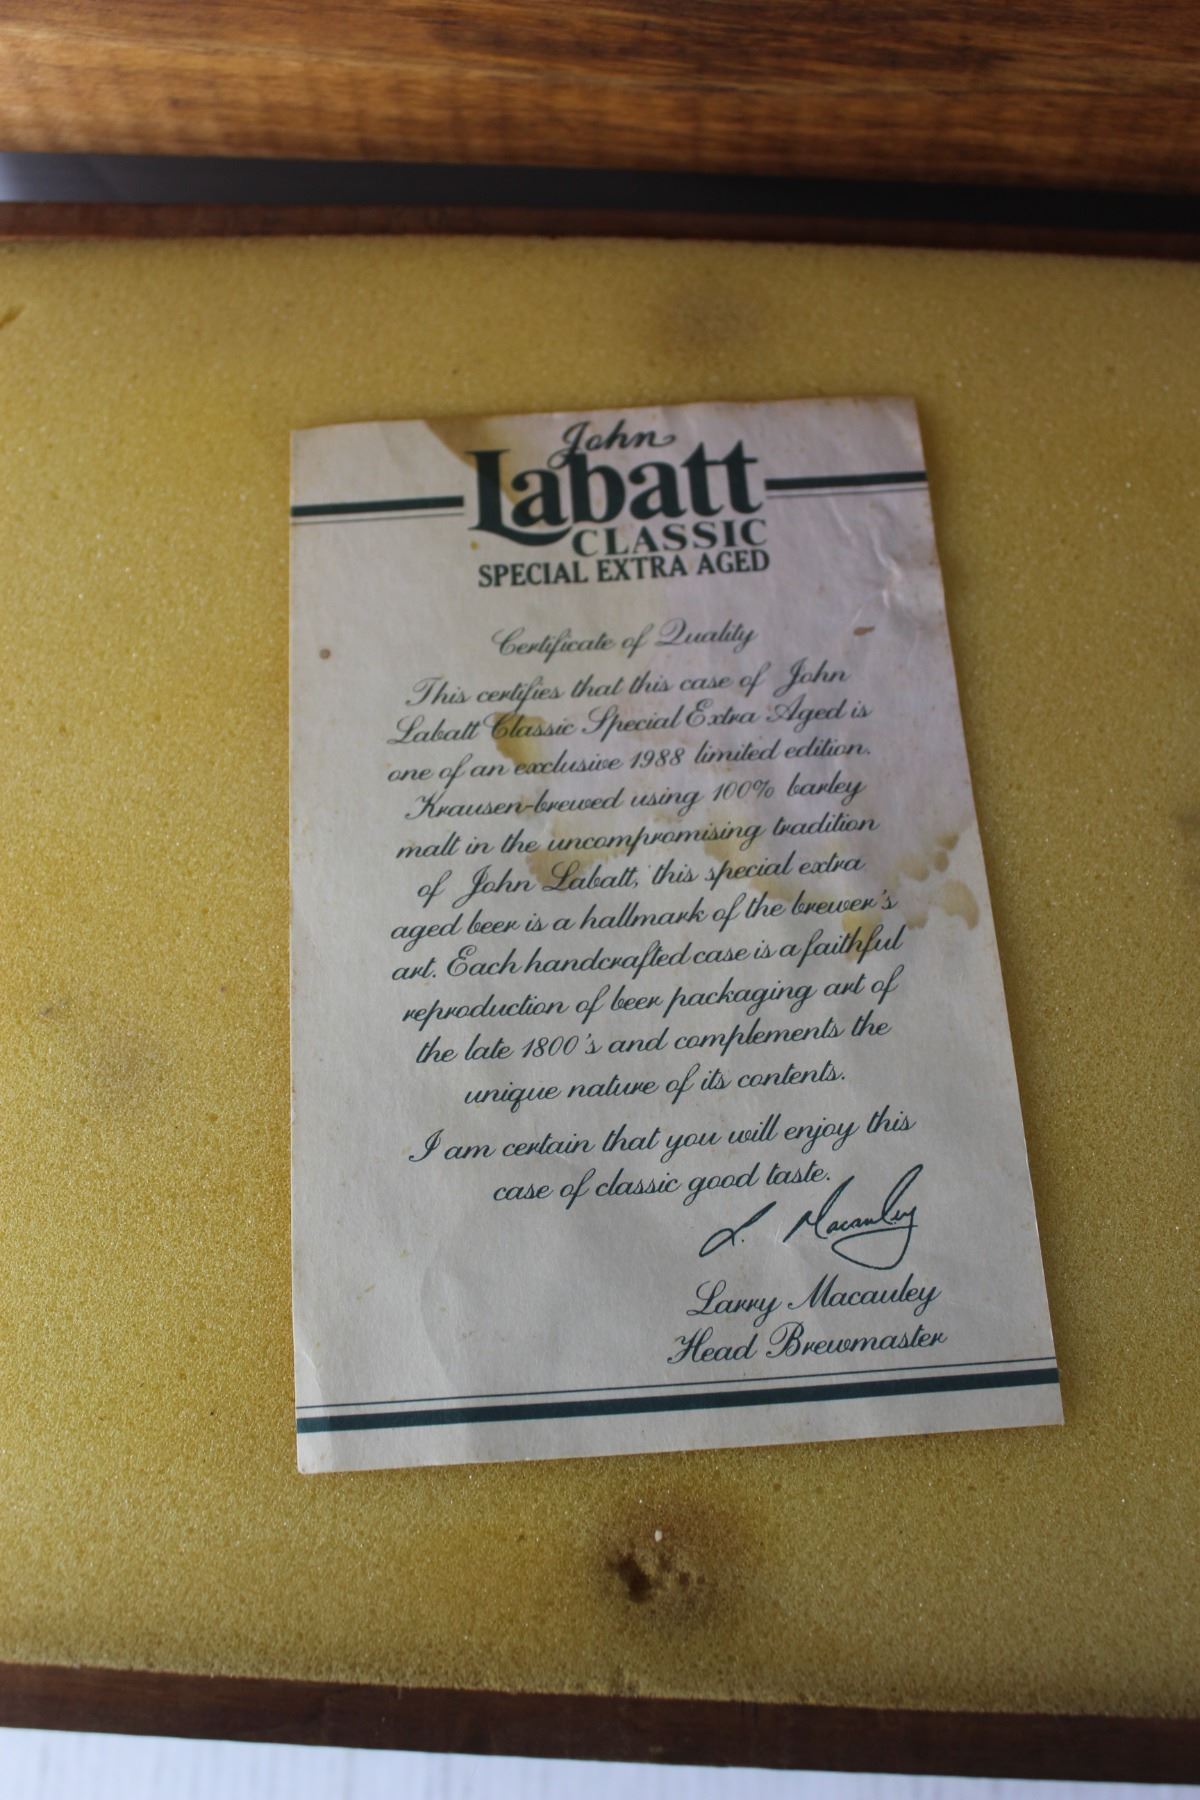 John
Labatt
CLASSIC
SPECIAL EXTRA AGED
Certificate of Quality
This certifies that this case of John
Labatt Classic Special Extra Aged is
one of an exclusive 1988 limited edition.
Krausen-brewed using 100% barley
malt in the uncompromising tradition
of John Labatt, this special extra
aged beer is a hallmark of the brewer's
art. Each handcrafted case is a faithful
reproduction of beer packaging art of
the late 1800's and complements the
unique nature of its contents.
I am certain that you will enjoy this
case of classic good taste.
L. Macauley
Larry Macauley
Head Brewmaster